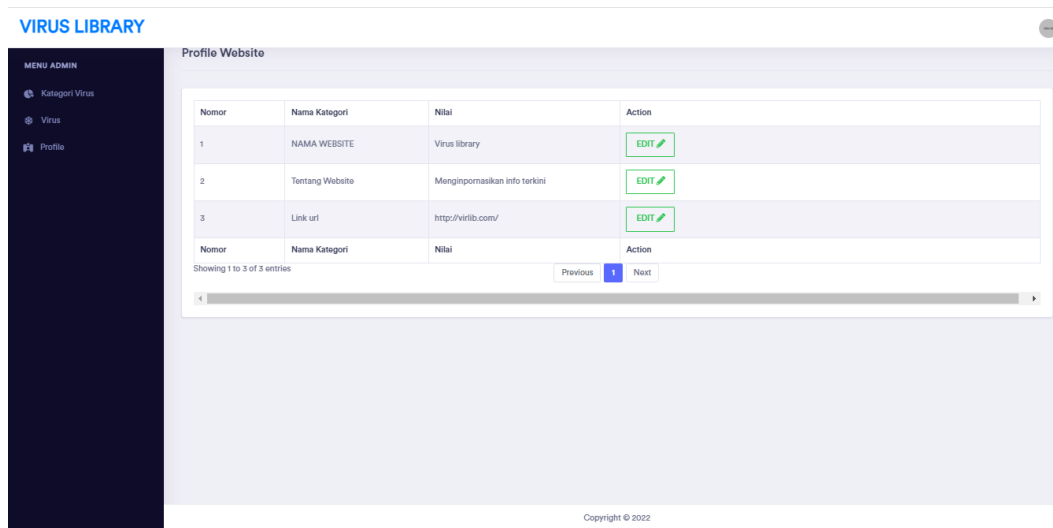 VIRUS LIBRARY
MENU ADMIN
Kategori Virus
Virus
Profile
Profile Website
Nomor Nama Kategori Nilai Action
1 NAMA WEBSITE Virus library EDIT
2 Tentang Website Menginpornasikan info terkini EDIT
3 Link url http://virlib.com/ EDIT
Nomor Nama Kategori Nilai Action
Showing 1 to 3 of 3 entries
Previous 1 Next
Copyright © 2022